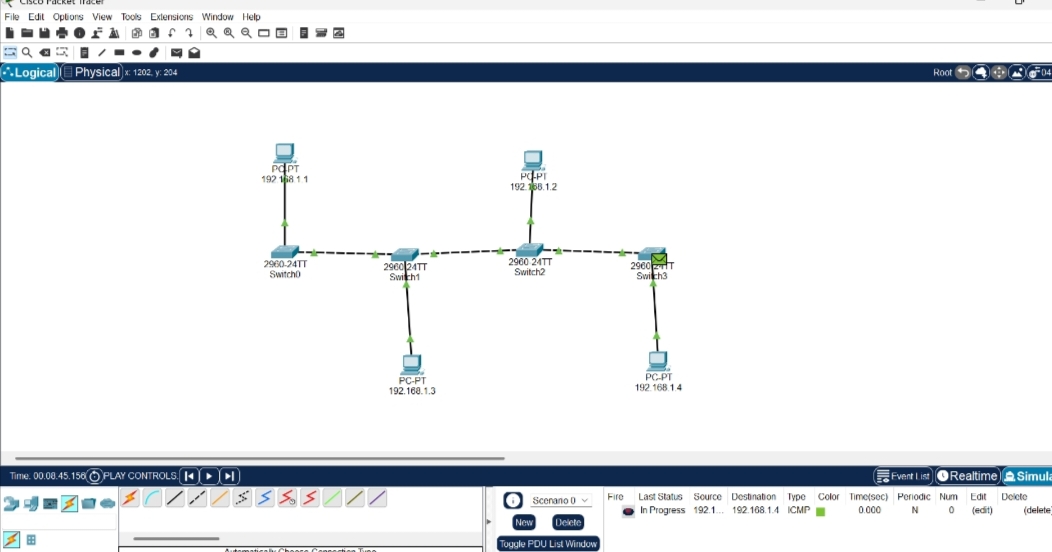 Cisco Packet Tracer
File Edit Options View Tools Extensions Window Help
Logical Physical x: 1202, y: 204 Root 04
PC-PT
192.168.1.1
PC-PT
192.168.1.2
2960-24TT
Switch0
2960-24TT
Switch1
2960-24TT
Switch2
2960-24TT
Switch3
PC-PT
192.168.1.3
PC-PT
192.168.1.4
Time: 00:08:45.156 PLAY CONTROLS: Event List Realtime Simula
Scenario 0
New Delete
Toggle PDU List Window
Fire Last Status Source Destination Type Color Time(sec) Periodic Num Edit Delete
In Progress 192.1... 192.168.1.4 ICMP 0.000 N 0 (edit) (delete
Automatically Choose Connection Type